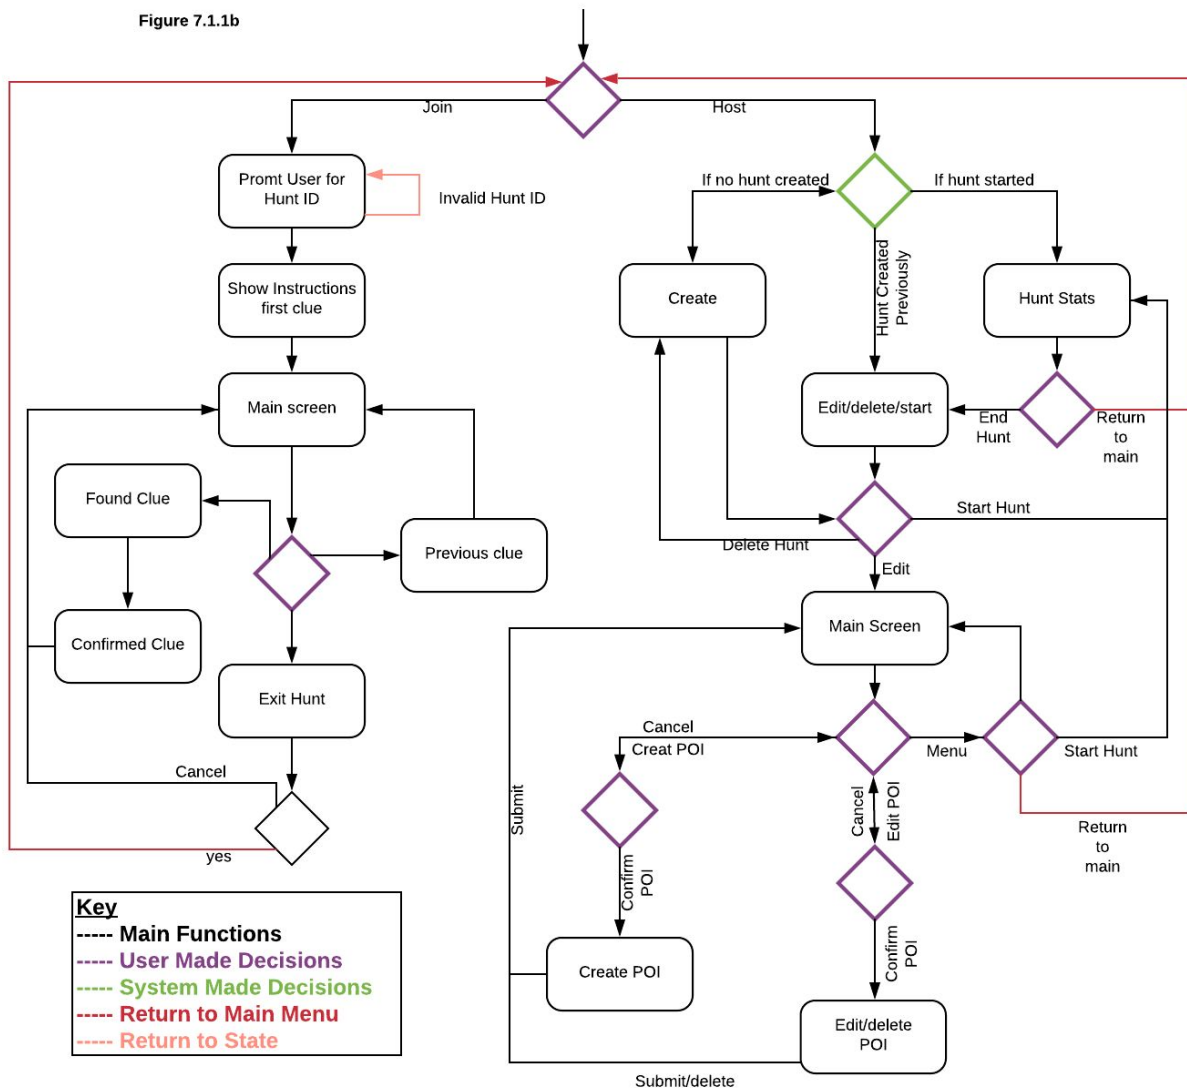 Figure 7.1.1b
Join
Host
Promt User for
Hunt ID
Invalid Hunt ID
If no hunt created
If hunt started
Hunt Created
Previously
Show Instructions
first clue
Create
Hunt Stats
Main screen
Edit/delete/start
End
Hunt
Return
to
main
Found Clue
Previous clue
Start Hunt
Delete Hunt
Edit
Confirmed Clue
Main Screen
Exit Hunt
Cancel
Creat POI
Menu
Start Hunt
Cancel
Submit
Cancel
Edit POI
Return
to
main
yes
Confirm
POI
Confirm
POI
Create POI
Edit/delete
POI
Submit/delete
Key
----- Main Functions
----- User Made Decisions
----- System Made Decisions
----- Return to Main Menu
----- Return to State